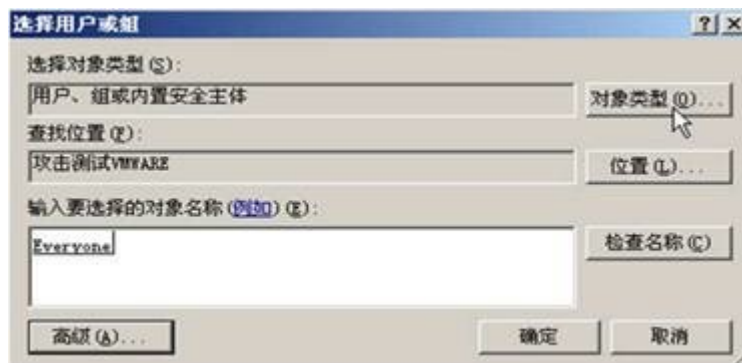 选择用户或组
选择对象类型(S):
用户、组或内置安全主体
对象类型(O)...
查找位置(F):
攻击测试VMWARE
位置(L)...
输入要选择的对象名称(例如)(E):
Everyone
检查名称(C)
高级(A)...
确定
取消